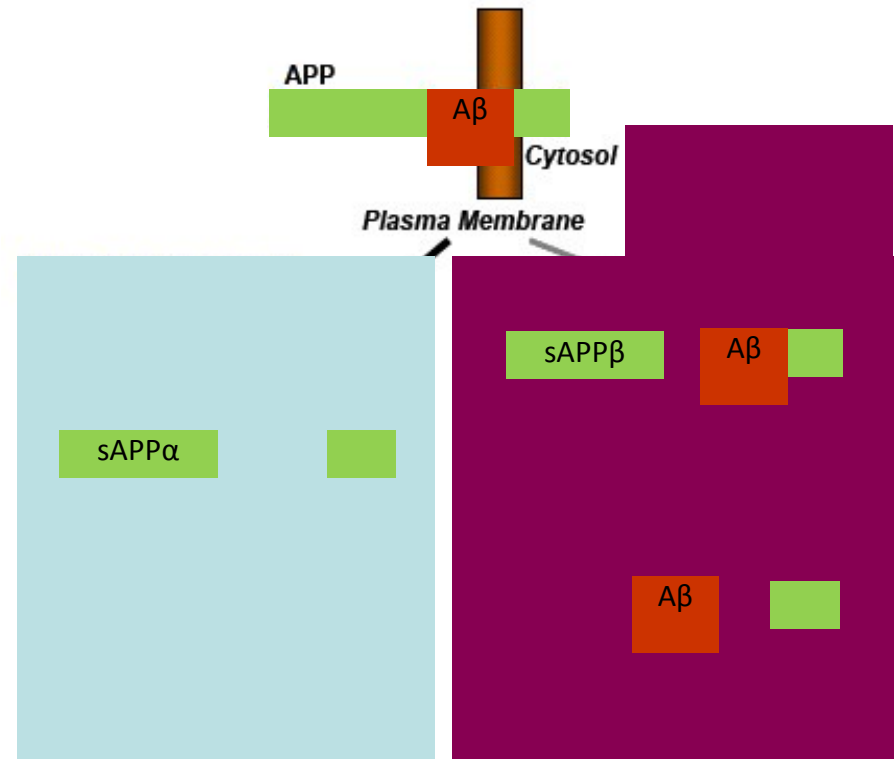 APP
Aβ
Cytosol
Plasma Membrane
sAPPβ
Aβ
sAPPα
Aβ